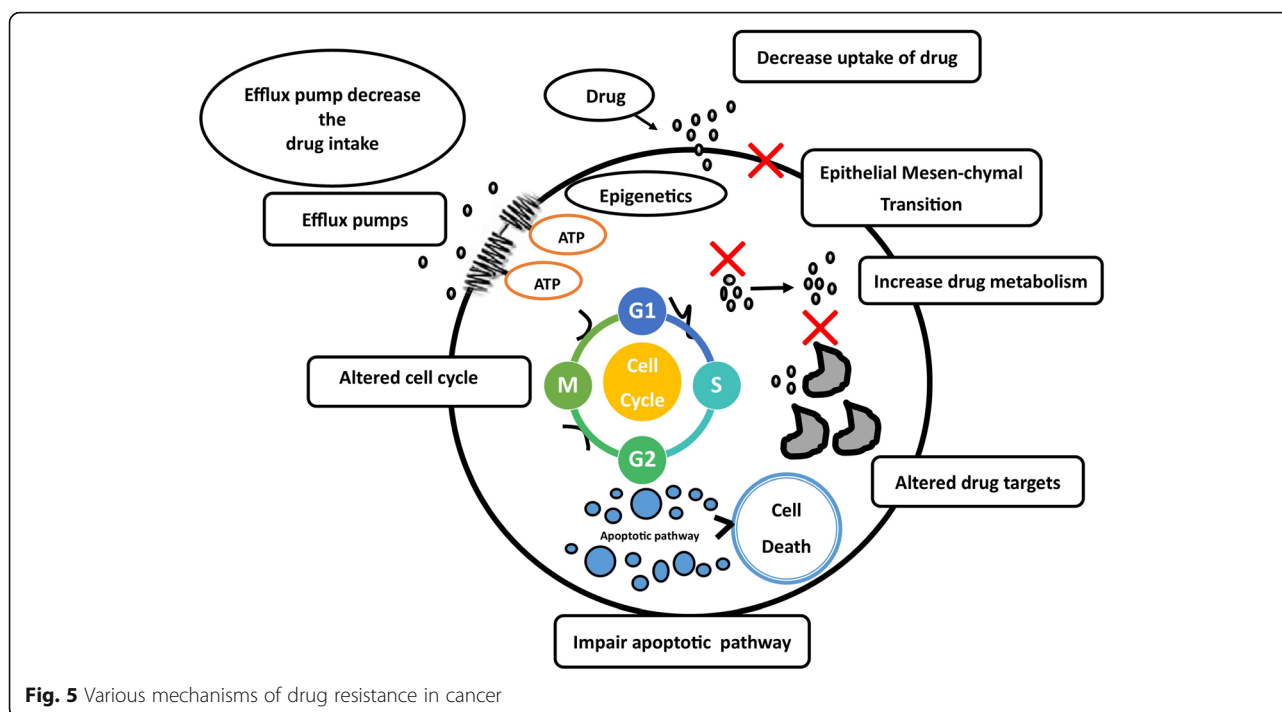 Decrease uptake of drug
Efflux pump decrease
the
drug intake
Drug
Epithelial Mesen-chymal
Transition
Epigenetics
Efflux pumps
ATP
ATP
Increase drug metabolism
G1
Altered cell cycle
M
Cell
Cycle
S
G2
Altered drug targets
Apoptotic pathway
Cell
Death
Impair apoptotic pathway
Fig. 5 Various mechanisms of drug resistance in cancer